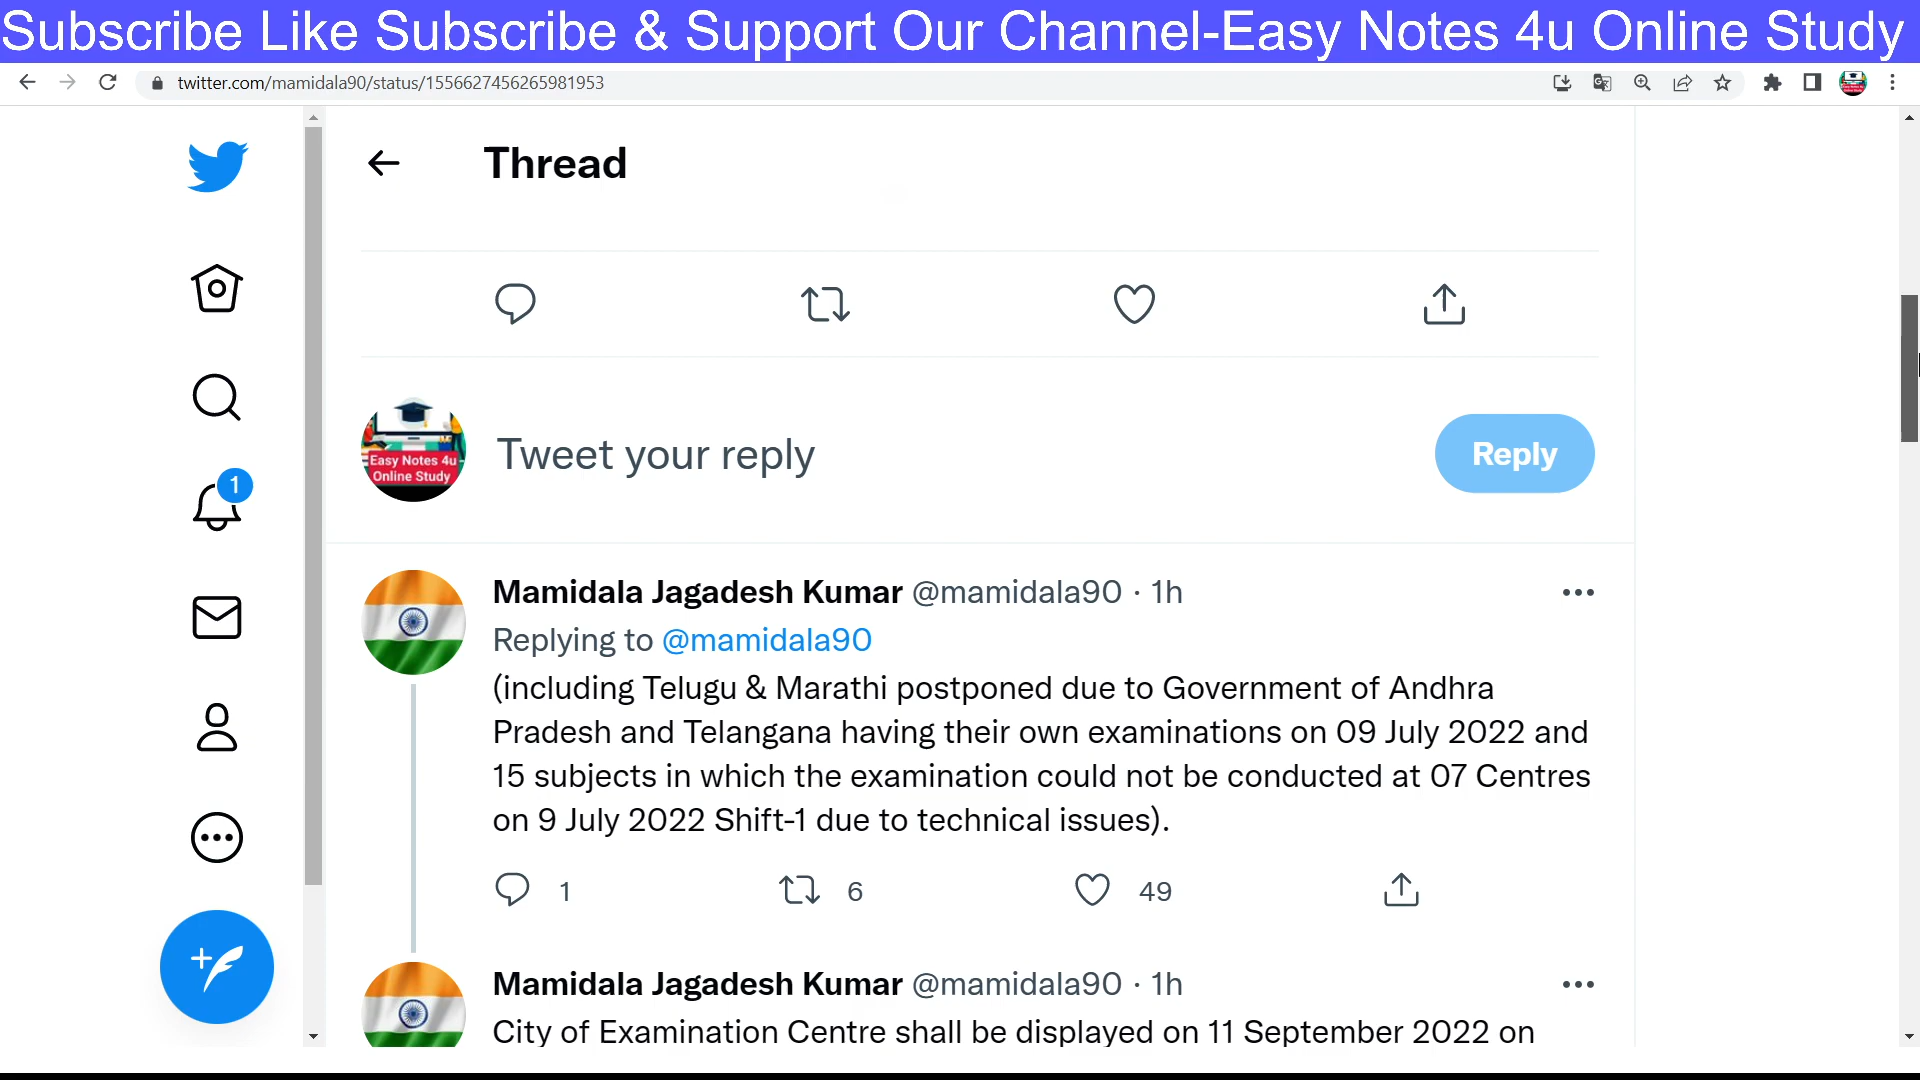 Subscribe Like Subscribe & Support Our Channel-Easy Notes 4u Online Study
twitter.com/mamidala90/status/1556627456265981953
Thread
Easy Notes 4u
Online Study
Tweet your reply
Reply
1
Mamidala Jagadesh Kumar @mamidala90 · 1h
Replying to @mamidala90
(including Telugu & Marathi postponed due to Government of Andhra
Pradesh and Telangana having their own examinations on 09 July 2022 and
15 subjects in which the examination could not be conducted at 07 Centres
on 9 July 2022 Shift-1 due to technical issues).
1 6 49
Mamidala Jagadesh Kumar @mamidala90 · 1h
City of Examination Centre shall be displayed on 11 September 2022 on